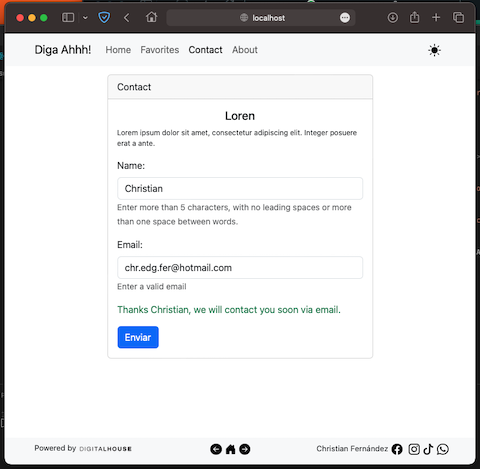 localhost
Diga Ahhh! Home Favorites Contact About
Contact
Loren
Lorem ipsum dolor sit amet, consectetur adipiscing elit. Integer posuere
erat a ante.
Name:
Christian
Enter more than 5 characters, with no leading spaces or more
than one space between words.
Email:
chr.edg.fer@hotmail.com
Enter a valid email
Thanks Christian, we will contact you soon via email.
Enviar
Powered by DIGITALHOUSE Christian Fernández